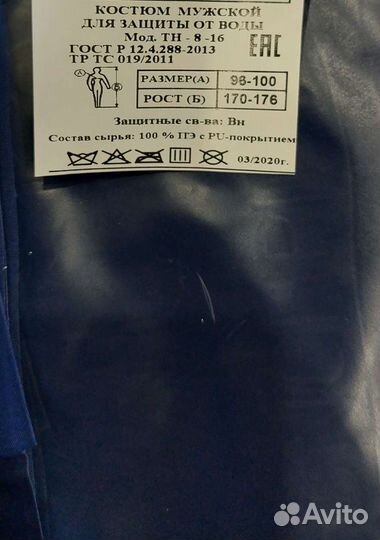 КОСТЮМ МУЖСКОЙ
ДЛЯ ЗАЩИТЫ ОТ ВОДЫ
Мод. ТН - 8 -16
ГОСТ Р 12.4.288-2013
ТР ТС 019/2011
ЕАС
А
Б
РАЗМЕР(А) 96-100
РОСТ (Б) 170-176
Защитные св-ва: Вн
Состав сырья: 100 % ПЭ с PU-покрытием
03/2020г.
Avito